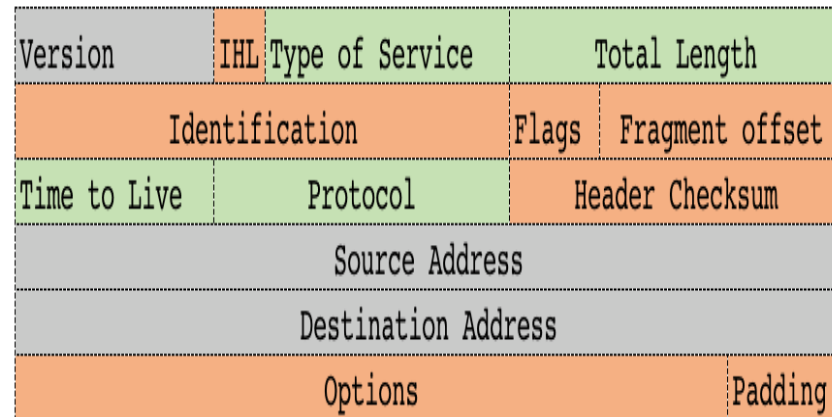 Version IHL Type of Service Total Length
Identification Flags Fragment offset
Time to Live Protocol Header Checksum
Source Address
Destination Address
Options Padding